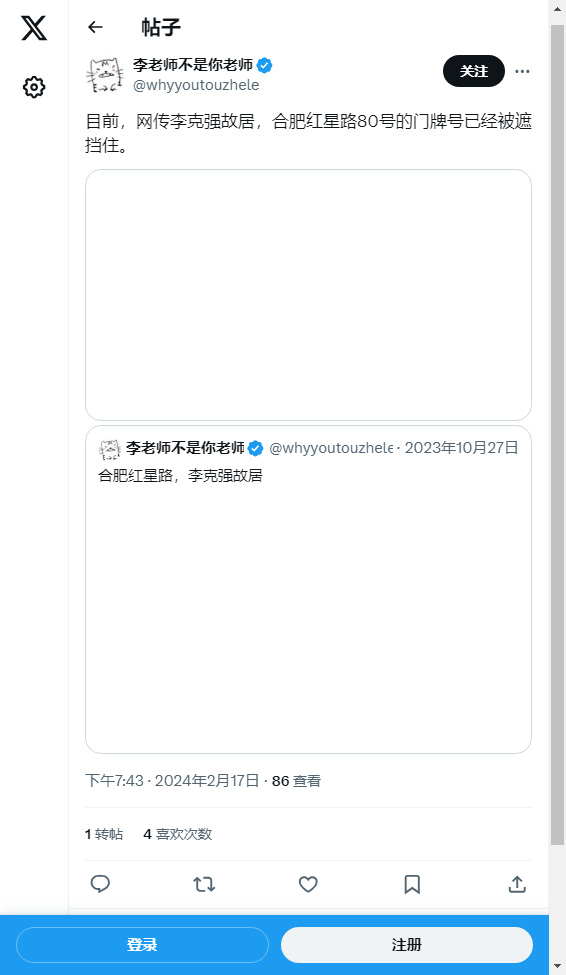 帖子
李老师不是你老师
@whyyoutouzhele
关注
目前，网传李克强故居，合肥红星路80号的门牌号已经被遮
挡住。
李老师不是你老师 @whyyoutouzhele · 2023年10月27日
合肥红星路，李克强故居
下午7:43 · 2024年2月17日 · 86 查看
1 转帖 4 喜欢次数
登录 注册